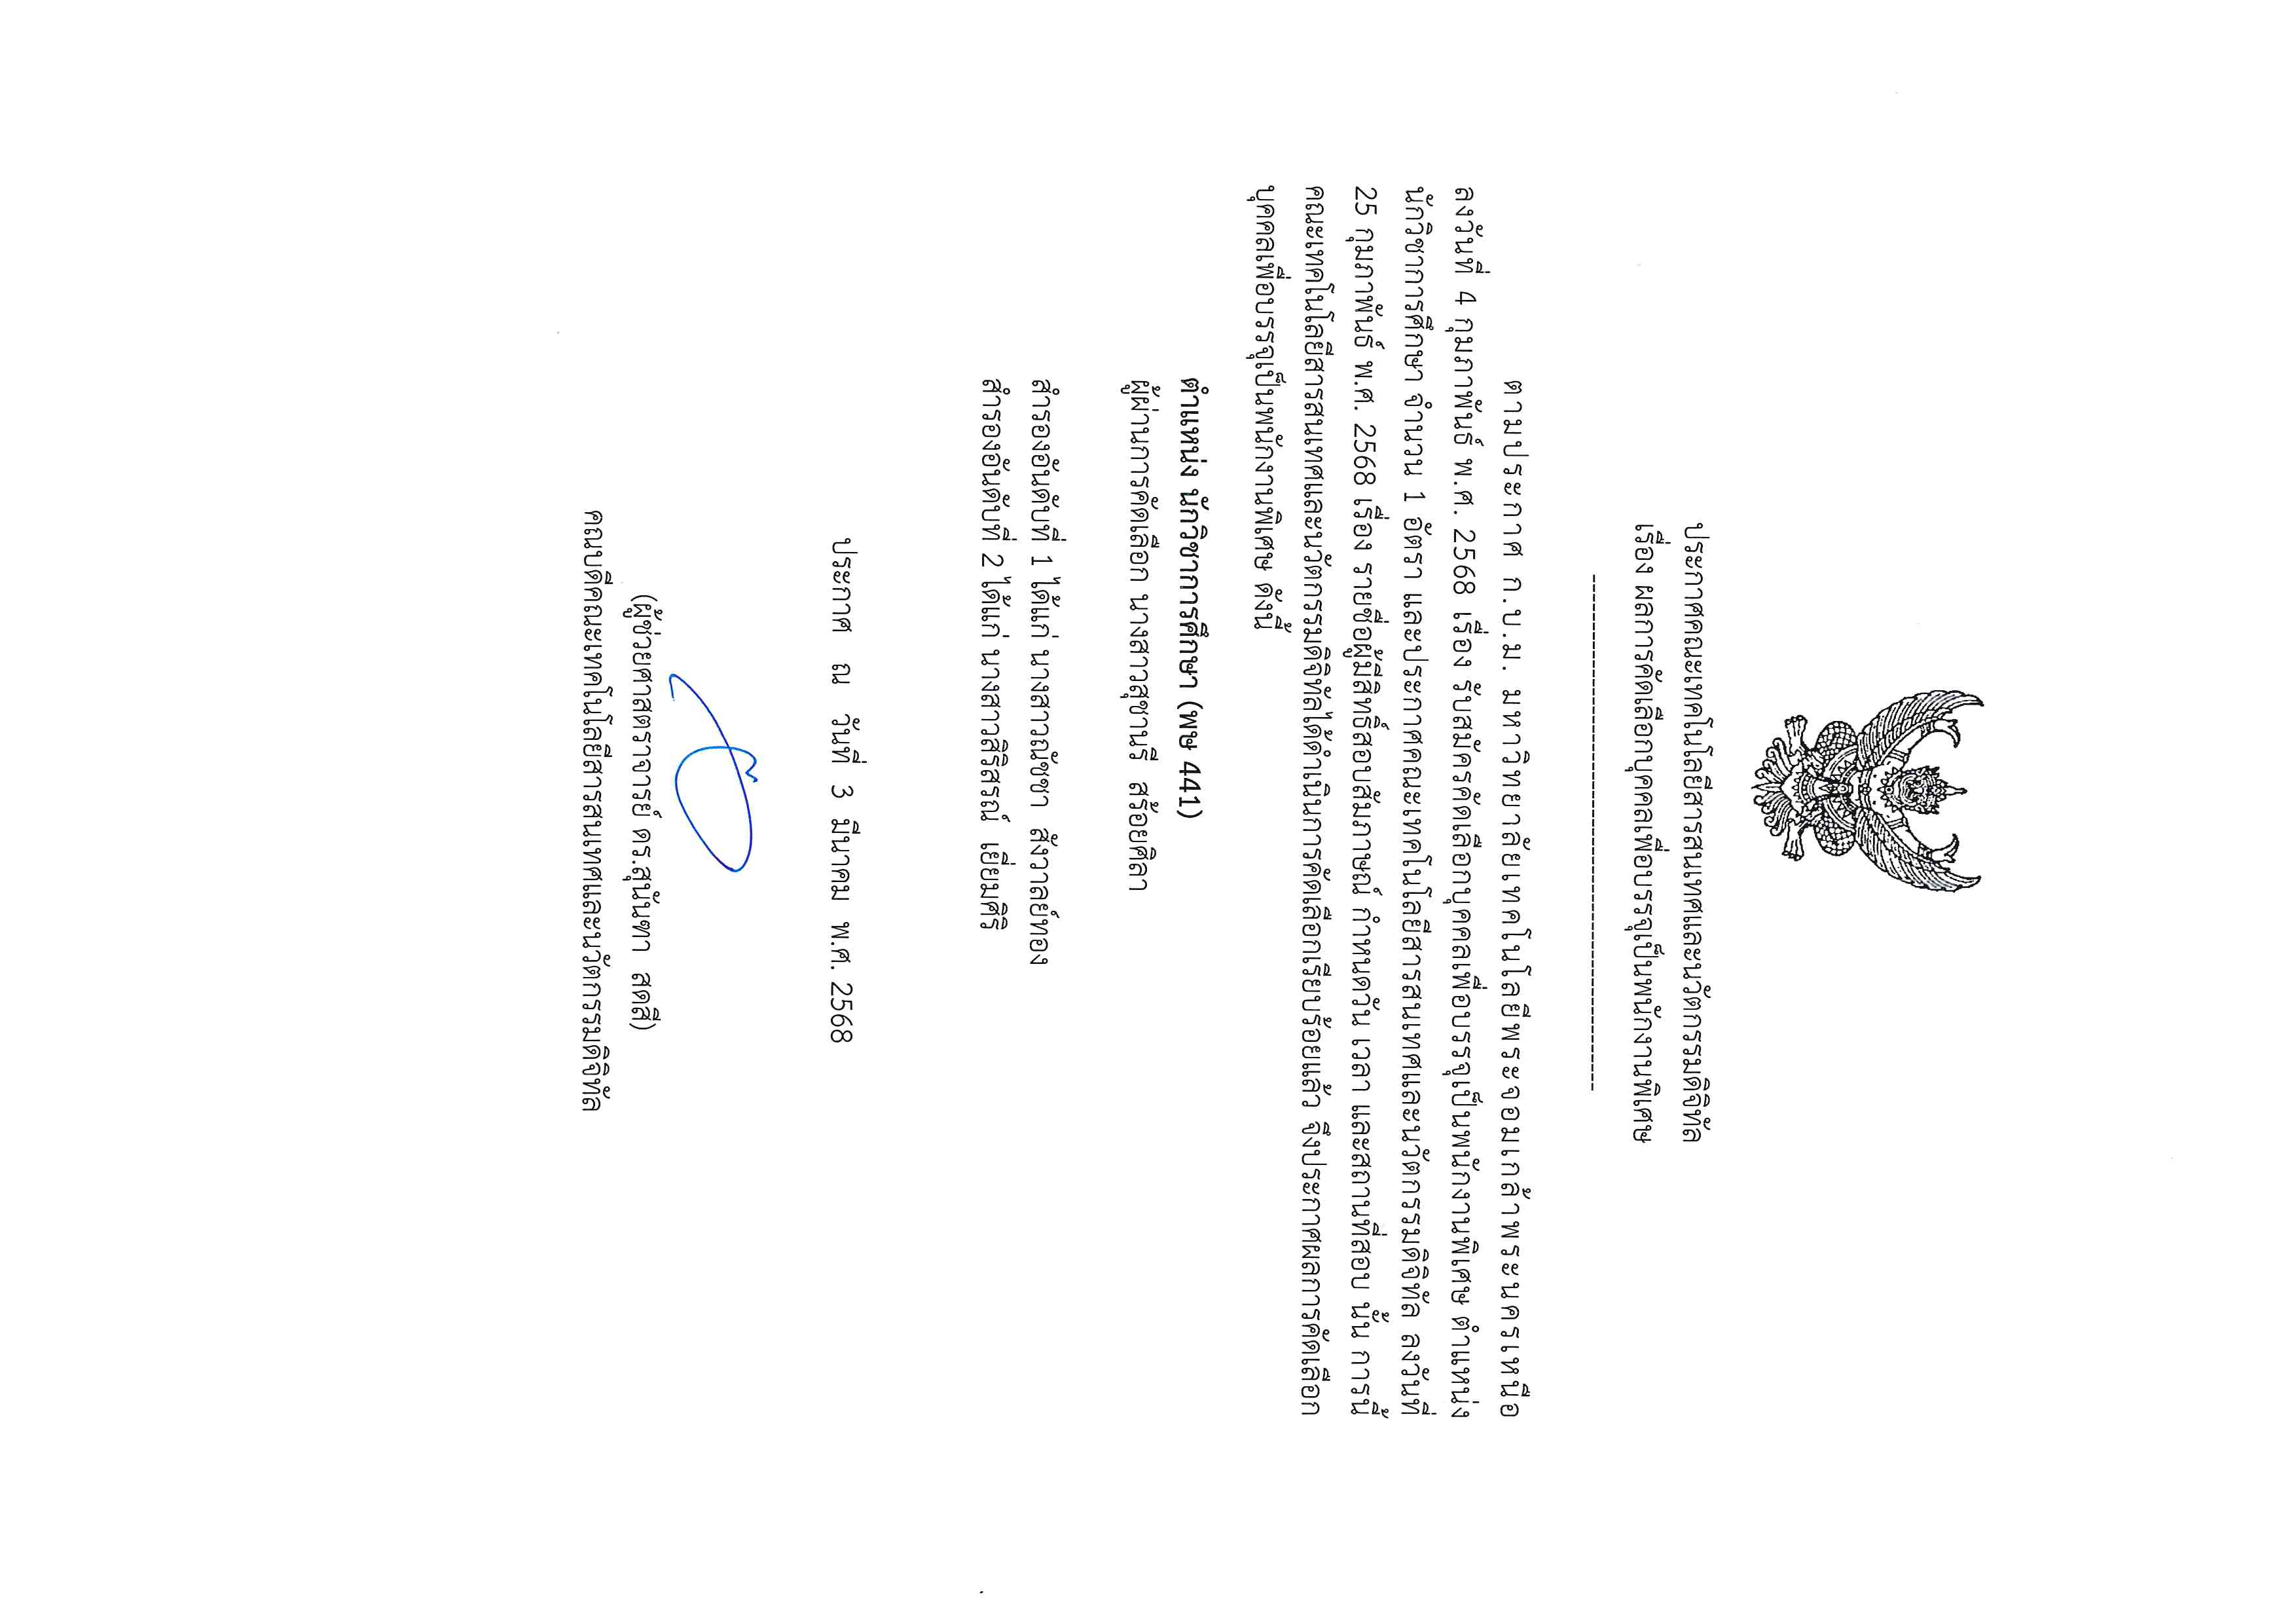 ประกาศคณะเทคโนโลยีสารสนเทศและนวัตกรรมดิจิทัล
เรื่อง ผลการคัดเลือกบุคคลเพื่อบรรจุเป็นพนักงานพิเศษ
-------------------------------------------------------
ตามประกาศ ก.บ.ม. มหาวิทยาลัยเทคโนโลยีพระจอมเกล้าพระนครเหนือ
ลงวันที่ 4 กุมภาพันธ์ พ.ศ. 2568 เรื่อง รับสมัครคัดเลือกบุคคลเพื่อบรรจุเป็นพนักงานพิเศษ ตำแหน่ง
นักวิชาการศึกษา จำนวน 1 อัตรา และประกาศคณะเทคโนโลยีสารสนเทศและนวัตกรรมดิจิทัล ลงวันที่
25 กุมภาพันธ์ พ.ศ. 2568 เรื่อง รายชื่อผู้มีสิทธิ์สอบสัมภาษณ์ กำหนดวัน เวลา และสถานที่สอบ นั้น การนี้
คณะเทคโนโลยีสารสนเทศและนวัตกรรมดิจิทัลได้ดำเนินการคัดเลือกเรียบร้อยแล้ว จึงประกาศผลการคัดเลือก
บุคคลเพื่อบรรจุเป็นพนักงานพิเศษ ดังนี้
ตำแหน่ง นักวิชาการศึกษา (พษ 441)
ผู้ผ่านการคัดเลือก นางสาวสุชานรี สร้อยศิลา
สำรองอันดับที่ 1 ได้แก่ นางสาวณัชชา สังวาลย์ทอง
สำรองอันดับที่ 2 ได้แก่ นางสาวสิริสรณ์ เยี่ยมศิริ
ประกาศ ณ วันที่ 3 มีนาคม พ.ศ. 2568
(ผู้ช่วยศาสตราจารย์ ดร.สุนันฑา สดสี)
คณบดีคณะเทคโนโลยีสารสนเทศและนวัตกรรมดิจิทัล